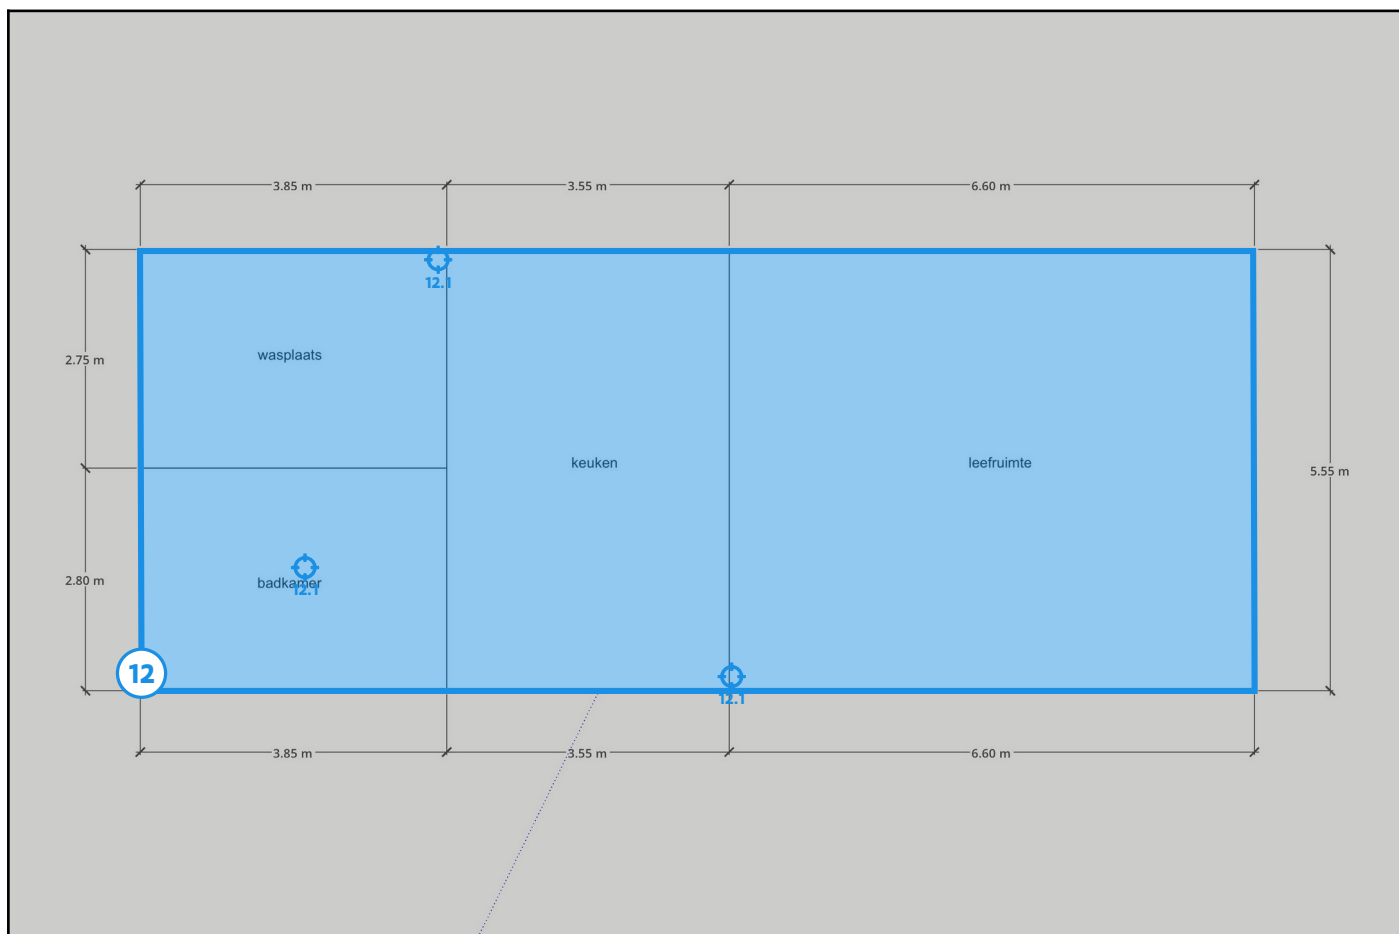 3.85 m
3.55 m
6.60 m
12.1
wasplaats
2.75 m
keuken
leefruimte
5.55 m
badkamer
12.1
2.80 m
12
12.1
3.85 m
3.55 m
6.60 m